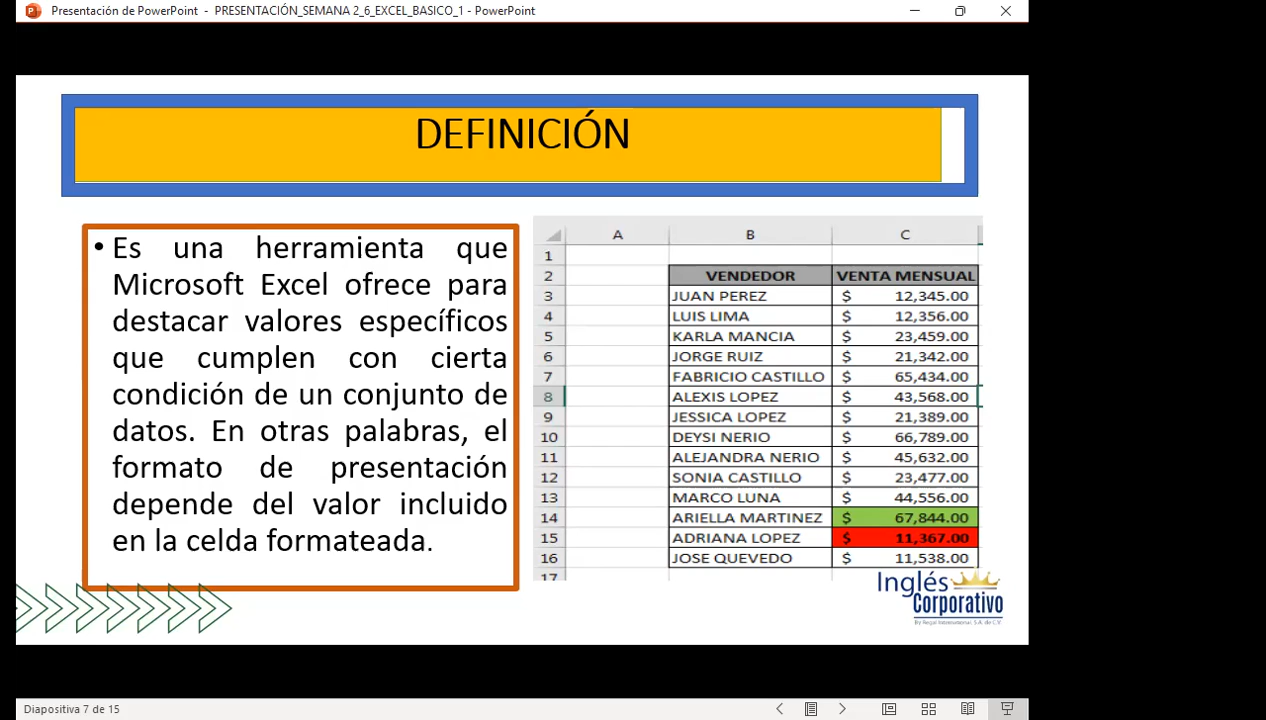 Presentación de PowerPoint - PRESENTACIÓN_SEMANA 2_6_EXCEL_BASICO_1 - PowerPoint
DEFINICIÓN
• Es una herramienta que
Microsoft Excel ofrece para
destacar valores específicos
que cumplen con cierta
condición de un conjunto de
datos. En otras palabras, el
formato de presentación
depende del valor incluido
en la celda formateada.
A B C
1
2 VENDEDOR VENTA MENSUAL
3 JUAN PEREZ $ 12,345.00
4 LUIS LIMA $ 12,356.00
5 KARLA MANCIA $ 23,459.00
6 JORGE RUIZ $ 21,342.00
7 FABRICIO CASTILLO $ 65,434.00
8 ALEXIS LOPEZ $ 43,568.00
9 JESSICA LOPEZ $ 21,389.00
10 DEYSI NERIO $ 66,789.00
11 ALEJANDRA NERIO $ 45,632.00
12 SONIA CASTILLO $ 23,477.00
13 MARCO LUNA $ 44,556.00
14 ARIELLA MARTINEZ $ 67,844.00
15 ADRIANA LOPEZ $ 11,367.00
16 JOSE QUEVEDO $ 11,538.00
17
Inglés
Corporativo
Diapositiva 7 de 15